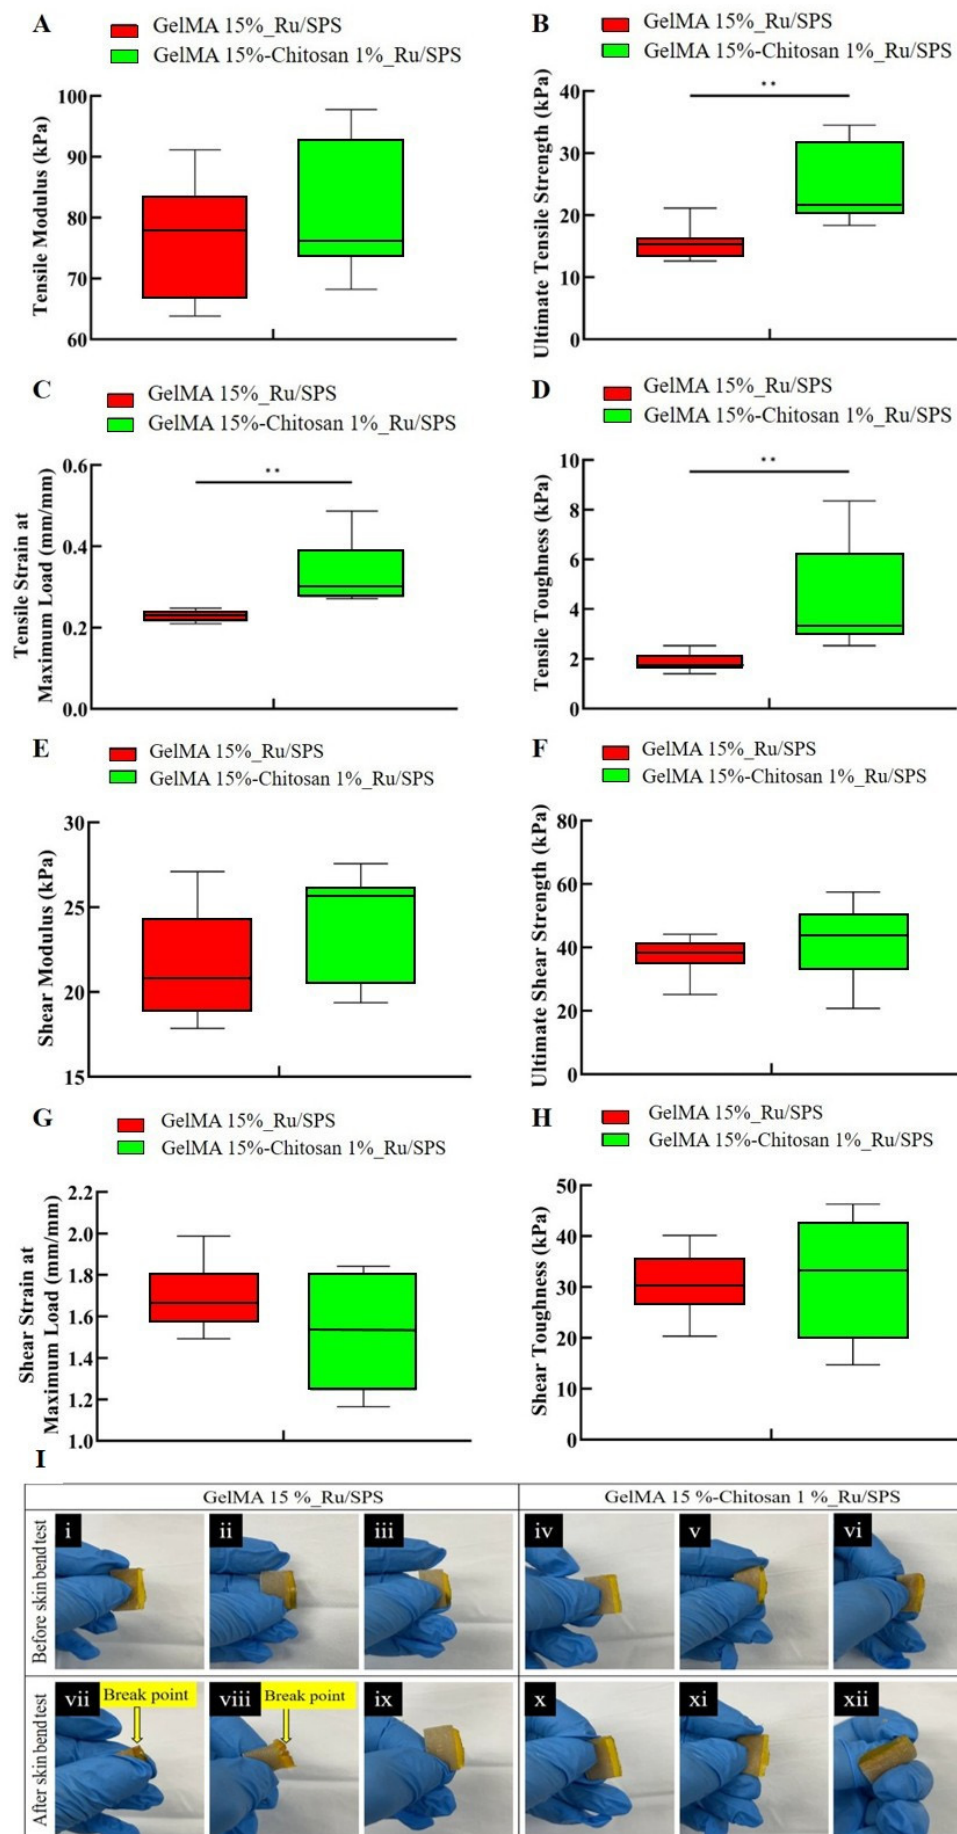 A
GelMA 15%_Ru/SPS
GelMA 15%-Chitosan 1%_Ru/SPS
Tensile Modulus (kPa)
100
90
80
70
60
B
GelMA 15%_Ru/SPS
GelMA 15%-Chitosan 1%_Ru/SPS
Ultimate Tensile Strength (kPa)
40
30
20
10
0
**
C
GelMA 15%_Ru/SPS
GelMA 15%-Chitosan 1%_Ru/SPS
Tensile Strain at
Maximum Load (mm/mm)
0.6
0.4
0.2
0.0
**
D
GelMA 15%_Ru/SPS
GelMA 15%-Chitosan 1%_Ru/SPS
Tensile Toughness (kPa)
10
8
6
4
2
0
**
E
GelMA 15%_Ru/SPS
GelMA 15%-Chitosan 1%_Ru/SPS
Shear Modulus (kPa)
30
25
20
15
F
GelMA 15%_Ru/SPS
GelMA 15%-Chitosan 1%_Ru/SPS
Ultimate Shear Strength (kPa)
80
60
40
20
0
G
GelMA 15%_Ru/SPS
GelMA 15%-Chitosan 1%_Ru/SPS
Shear Strain at
Maximum Load (mm/mm)
2.2
2.0
1.8
1.6
1.4
1.2
1.0
H
GelMA 15%_Ru/SPS
GelMA 15%-Chitosan 1%_Ru/SPS
Shear Toughness (kPa)
50
40
30
20
10
0
I
GelMA 15 %_Ru/SPS
GelMA 15 %-Chitosan 1 %_Ru/SPS
Before skin bend test
i
ii
iii
iv
v
vi
After skin bend test
vii
Break point
viii
Break point
ix
x
xi
xii